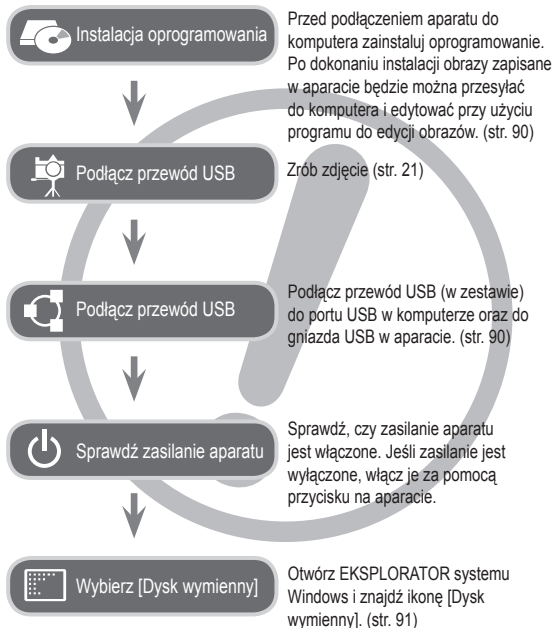 Instalacja oprogramowania
Przed podłączeniem aparatu do
komputera zainstaluj oprogramowanie.
Po dokonaniu instalacji obrazy zapisane
w aparacie będzie można przesyłać
do komputera i edytować przy użyciu
programu do edycji obrazów. (str. 90)
Podłącz przewód USB
Zrób zdjęcie (str. 21)
Podłącz przewód USB
Podłącz przewód USB (w zestawie)
do portu USB w komputerze oraz do
gniazda USB w aparacie. (str. 90)
Sprawdź zasilanie aparatu
Sprawdź, czy zasilanie aparatu
jest włączone. Jeśli zasilanie jest
wyłączone, włącz je za pomocą
przycisku na aparacie.
Wybierz [Dysk wymienny]
Otwórz EKSPLORATOR systemu
Windows i znajdź ikonę [Dysk
wymienny]. (str. 91)